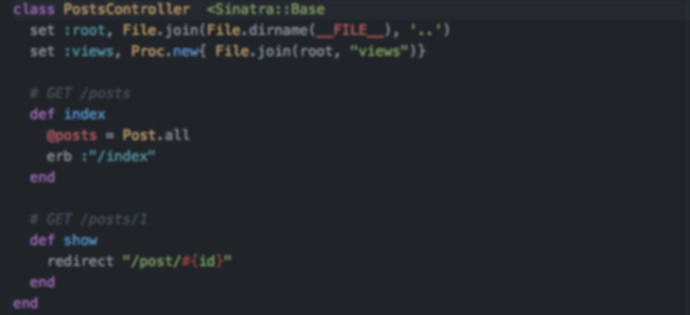 class PostsController  <Sinatra::Base
  set :root, File.join(File.dirname(__FILE__), '..')
  set :views, Proc.new{ File.join(root, "views")}

  # GET /posts
  def index
    @posts = Post.all
    erb :"/index"
  end

  # GET /posts/1
  def show
    redirect "/post/#{id}"
  end
end